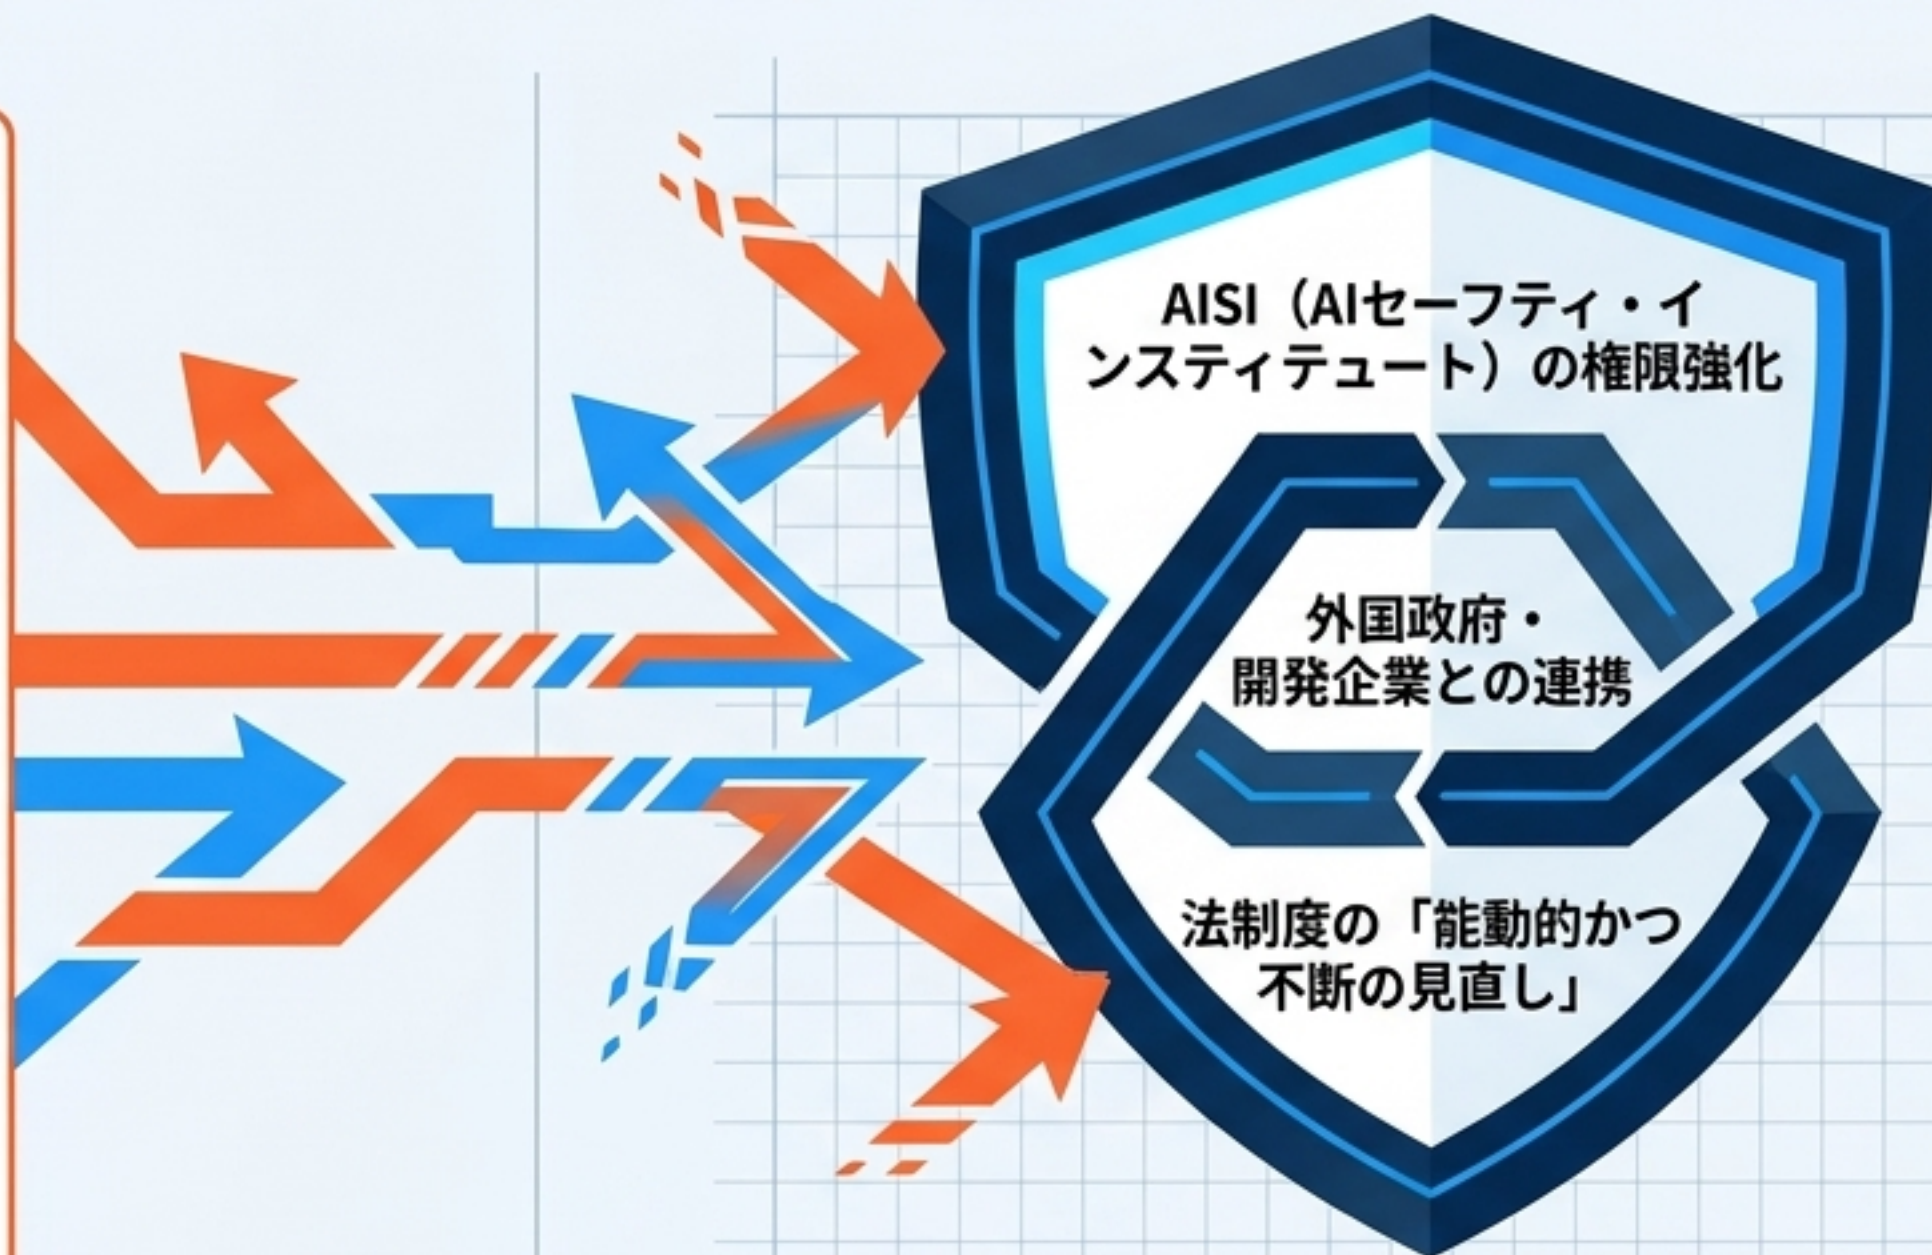 AISI（AIセーフティ・イ
ンスティテュート）の権限強化
外国政府・
開発企業との連携
法制度の「能動的かつ
不断の見直し」